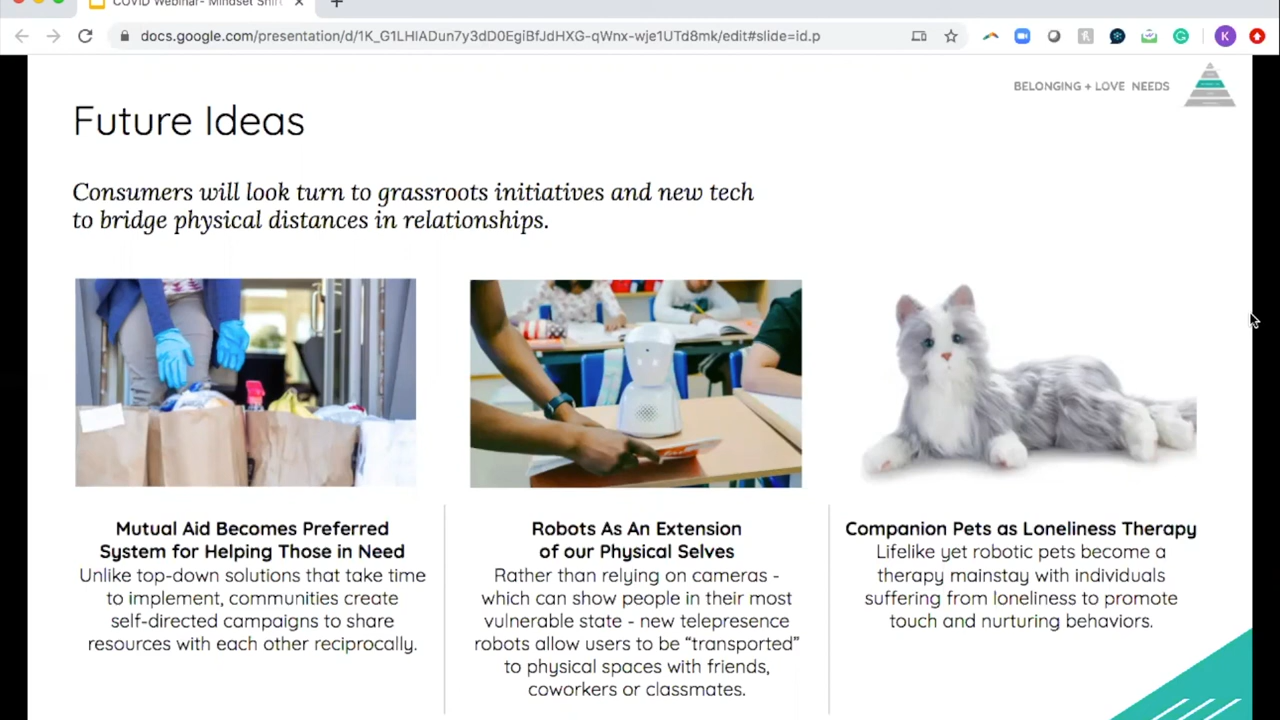 COVID Webinar- Mindset Shift
docs.google.com/presentation/d/1K_G1LHlADun7y3dD0EgiBfJdHXG-qWnx-wje1UTd8mk/edit#slide=id.p
K
BELONGING + LOVE NEEDS
Future Ideas
Consumers will look turn to grassroots initiatives and new tech
to bridge physical distances in relationships.
Mutual Aid Becomes Preferred
System for Helping Those in Need
Unlike top-down solutions that take time
to implement, communities create
self-directed campaigns to share
resources with each other reciprocally.
Robots As An Extension
of our Physical Selves
Rather than relying on cameras -
which can show people in their most
vulnerable state - new telepresence
robots allow users to be “transported”
to physical spaces with friends,
coworkers or classmates.
Companion Pets as Loneliness Therapy
Lifelike yet robotic pets become a
therapy mainstay with individuals
suffering from loneliness to promote
touch and nurturing behaviors.